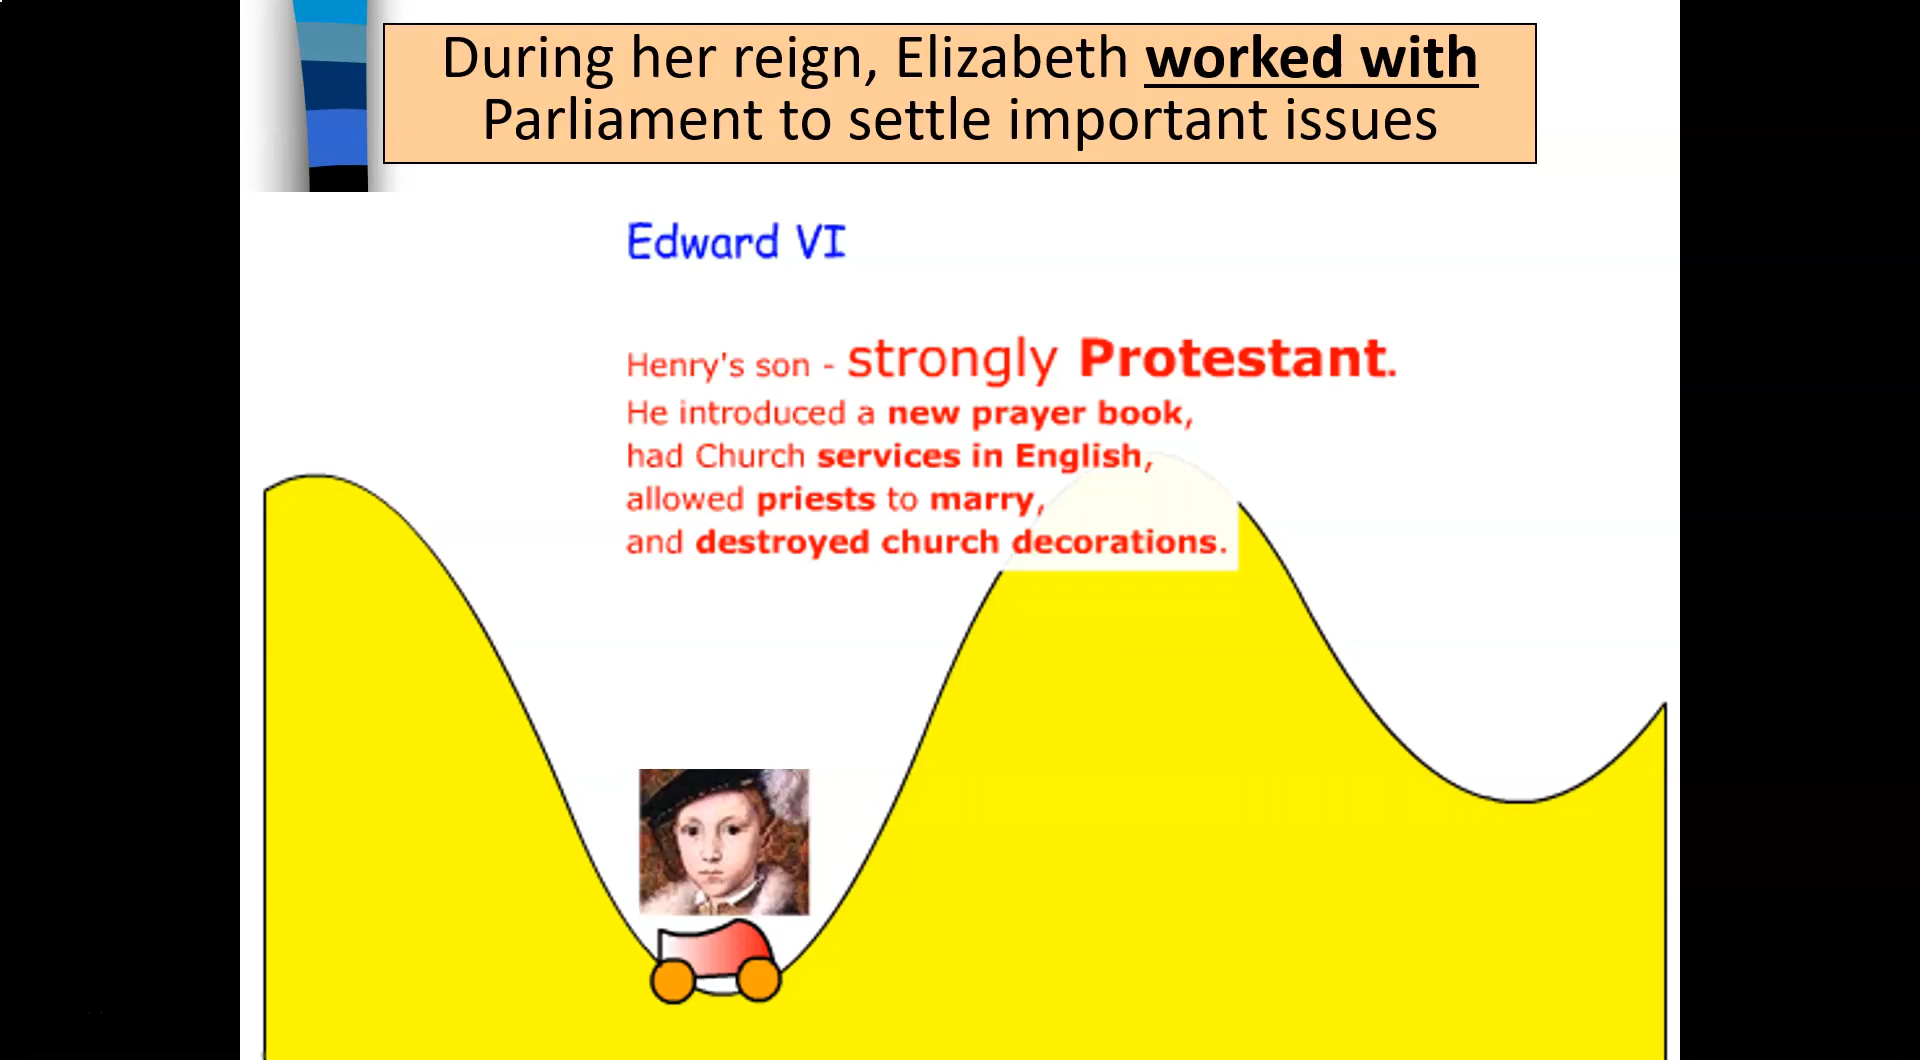 During her reign, Elizabeth worked with
Parliament to settle important issues
Edward VI
Henry's son - strongly Protestant.
He introduced a new prayer book,
had Church services in English,
allowed priests to marry,
and destroyed church decorations.